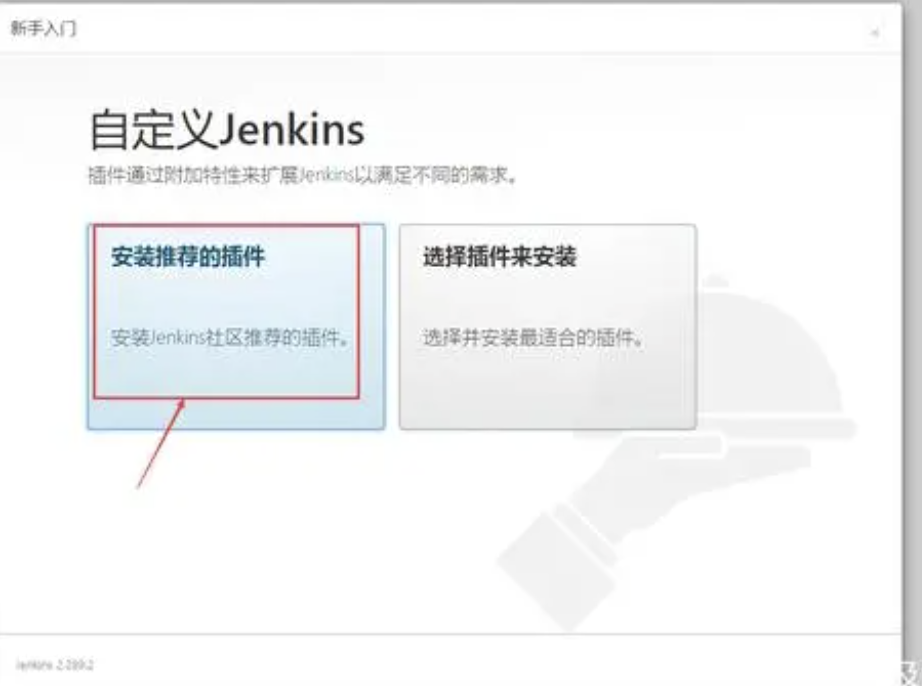 新手入门
自定义Jenkins
插件通过附加特性来扩展Jenkins以满足不同的需求。
安装推荐的插件
选择插件来安装
安装Jenkins社区推荐的插件。
选择并安装最适合的插件。
Jenkins 2.289.2